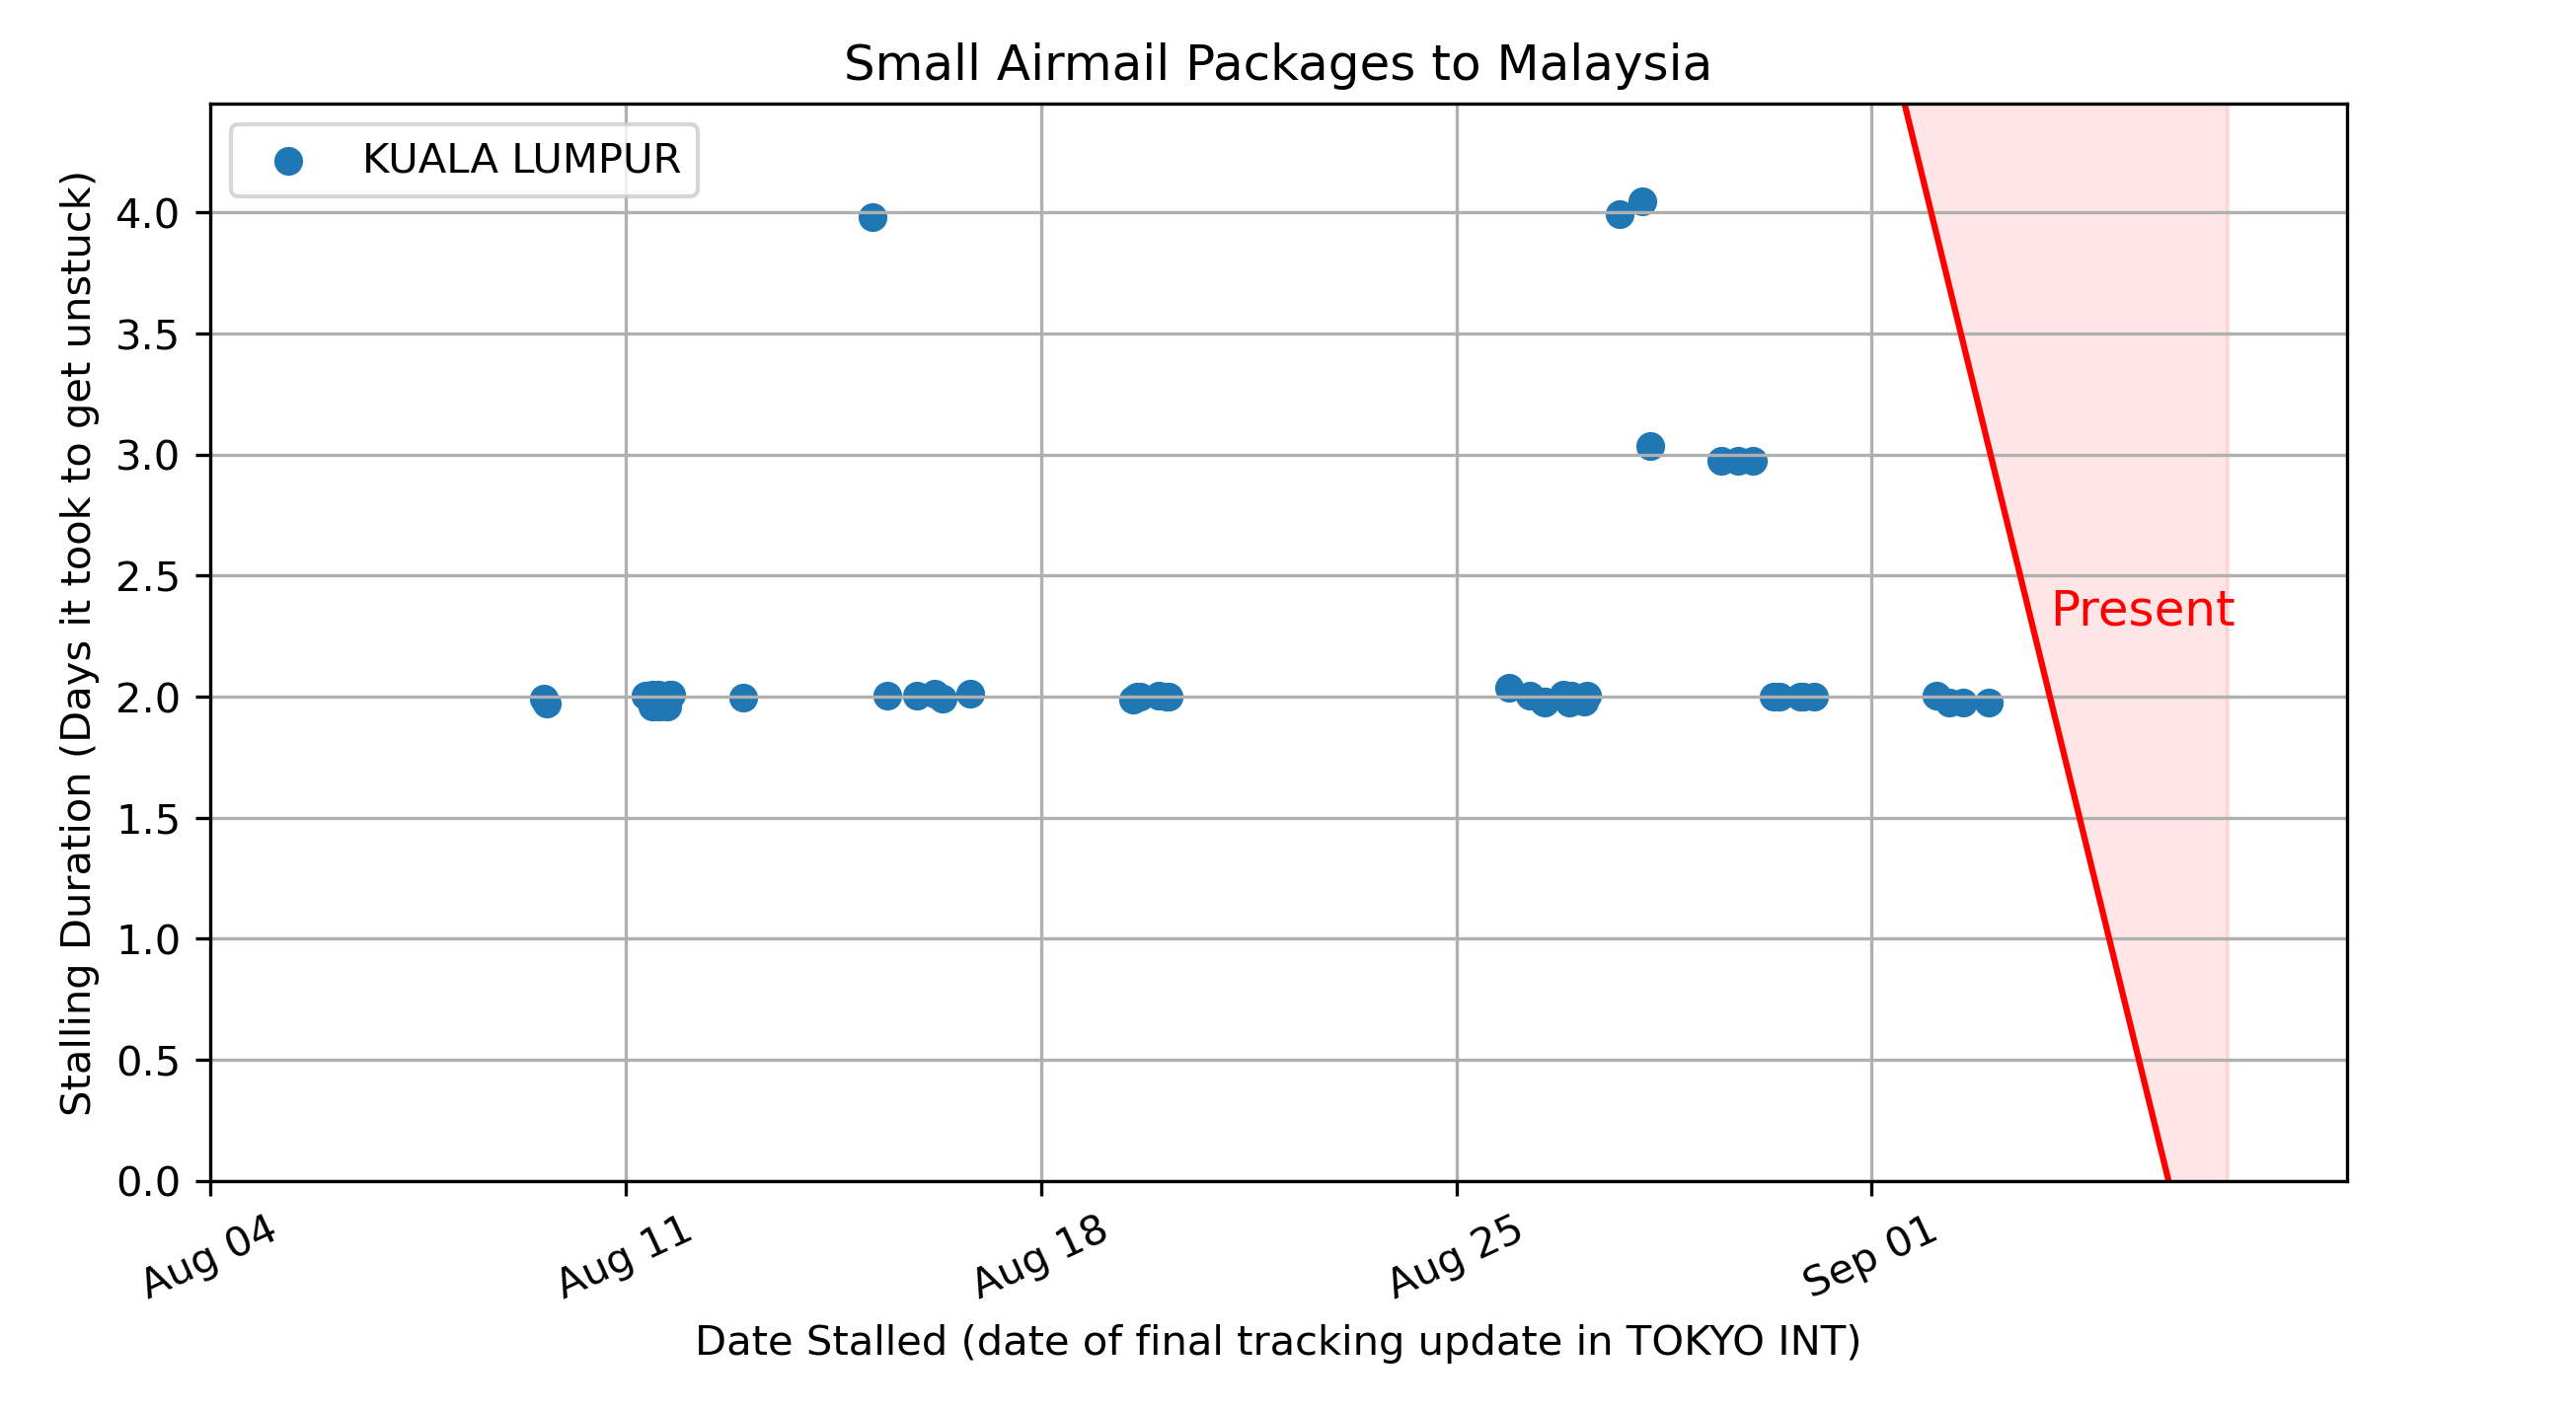 Small Airmail Packages to Malaysia
KUALA LUMPUR
Stalling Duration (Days it took to get unstuck)
4.0
3.5
3.0
2.5
2.0
1.5
1.0
0.5
0.0
Present
Aug 04
Aug 11
Aug 18
Aug 25
Sep 01
Date Stalled (date of final tracking update in TOKYO INT)